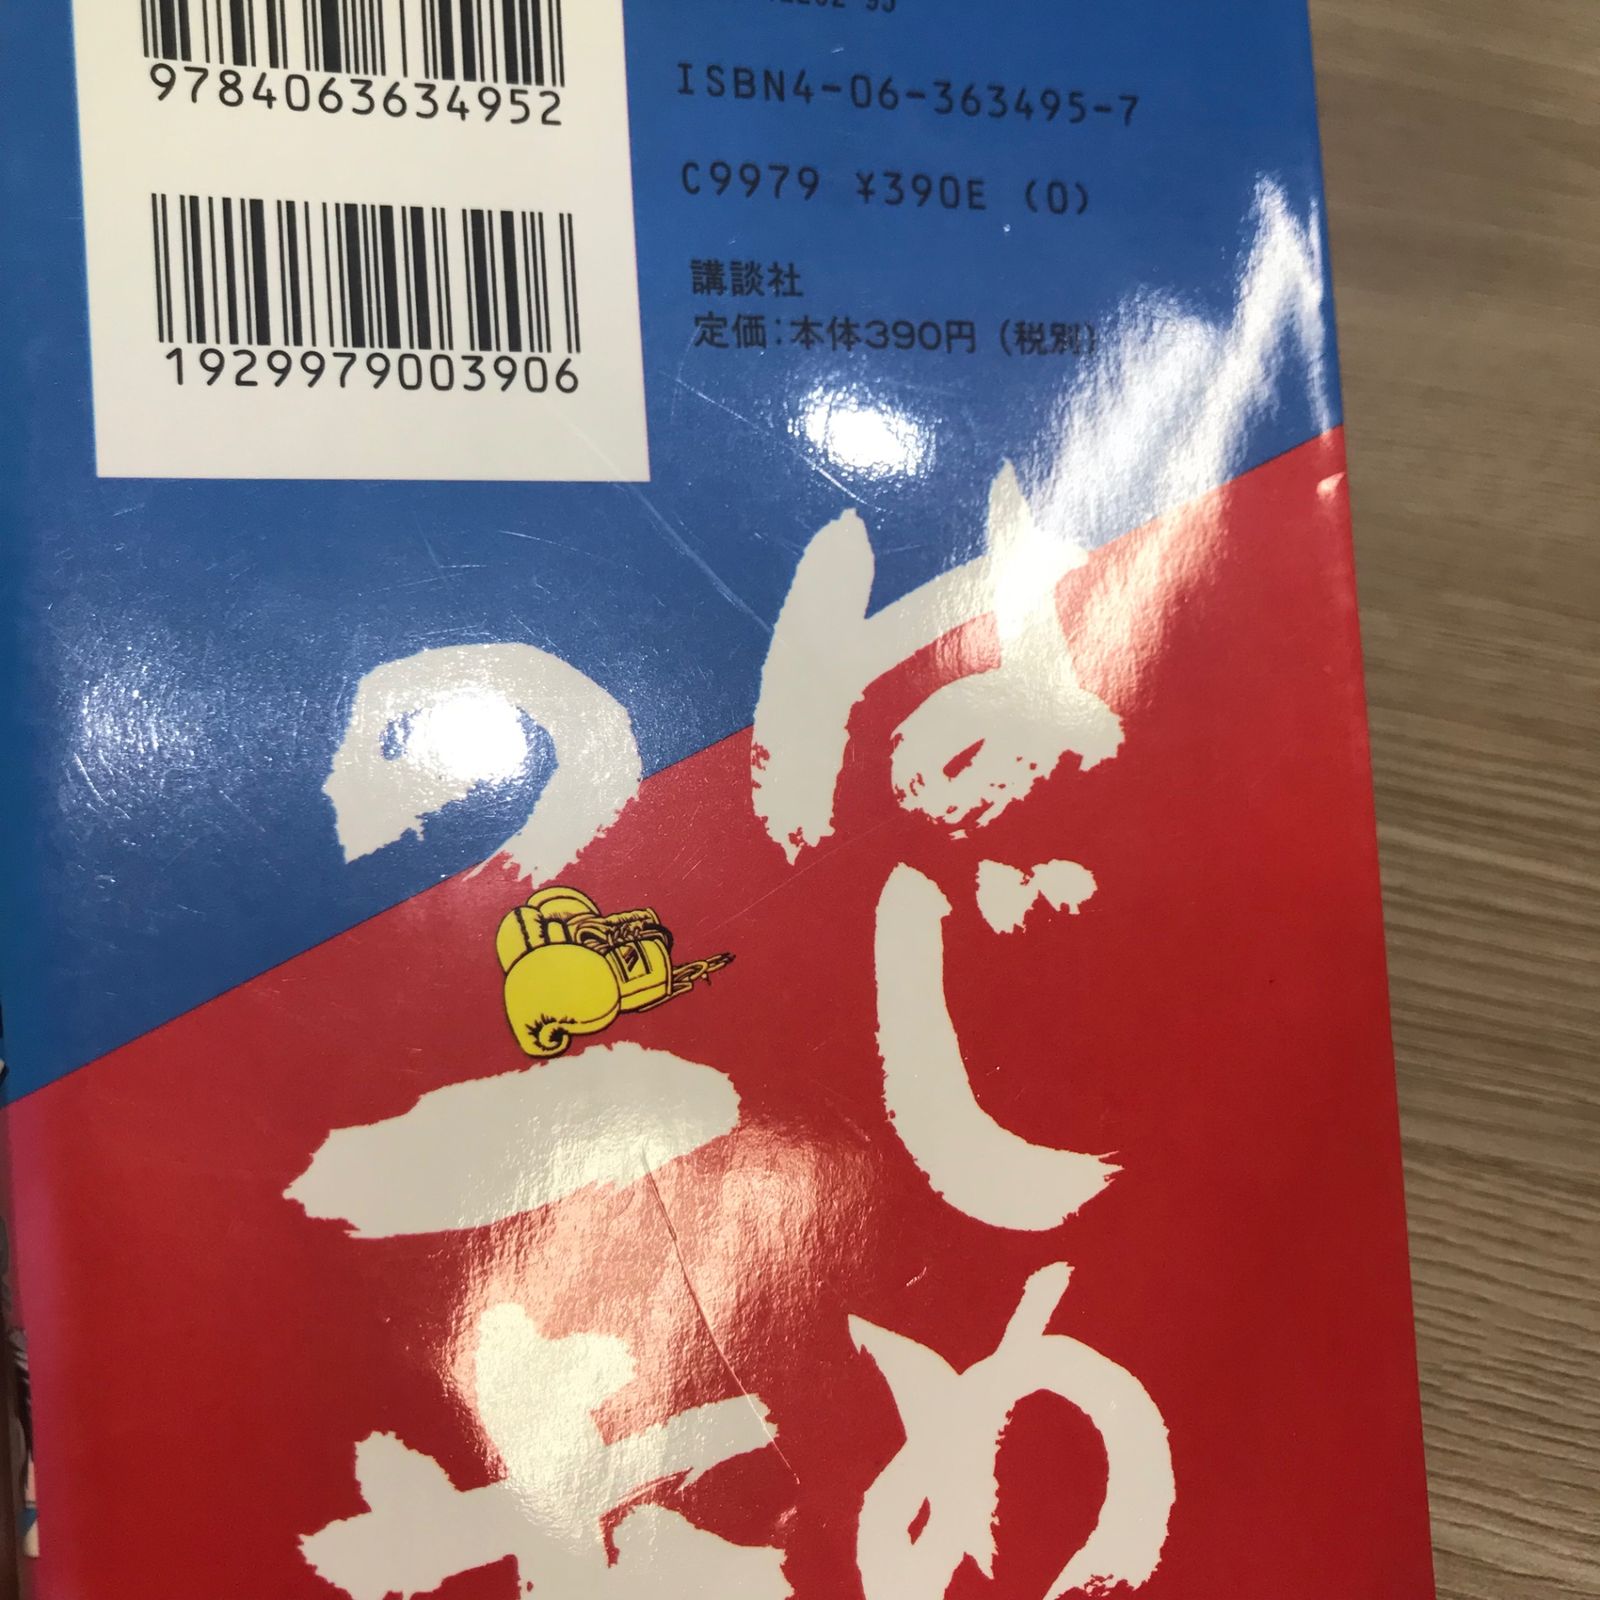 9784063634952
ISBN4-06-363495-7
C9979 ¥390E (0)
1929979003906
講談社
定価：本体390円（税別）
はじめ
の一